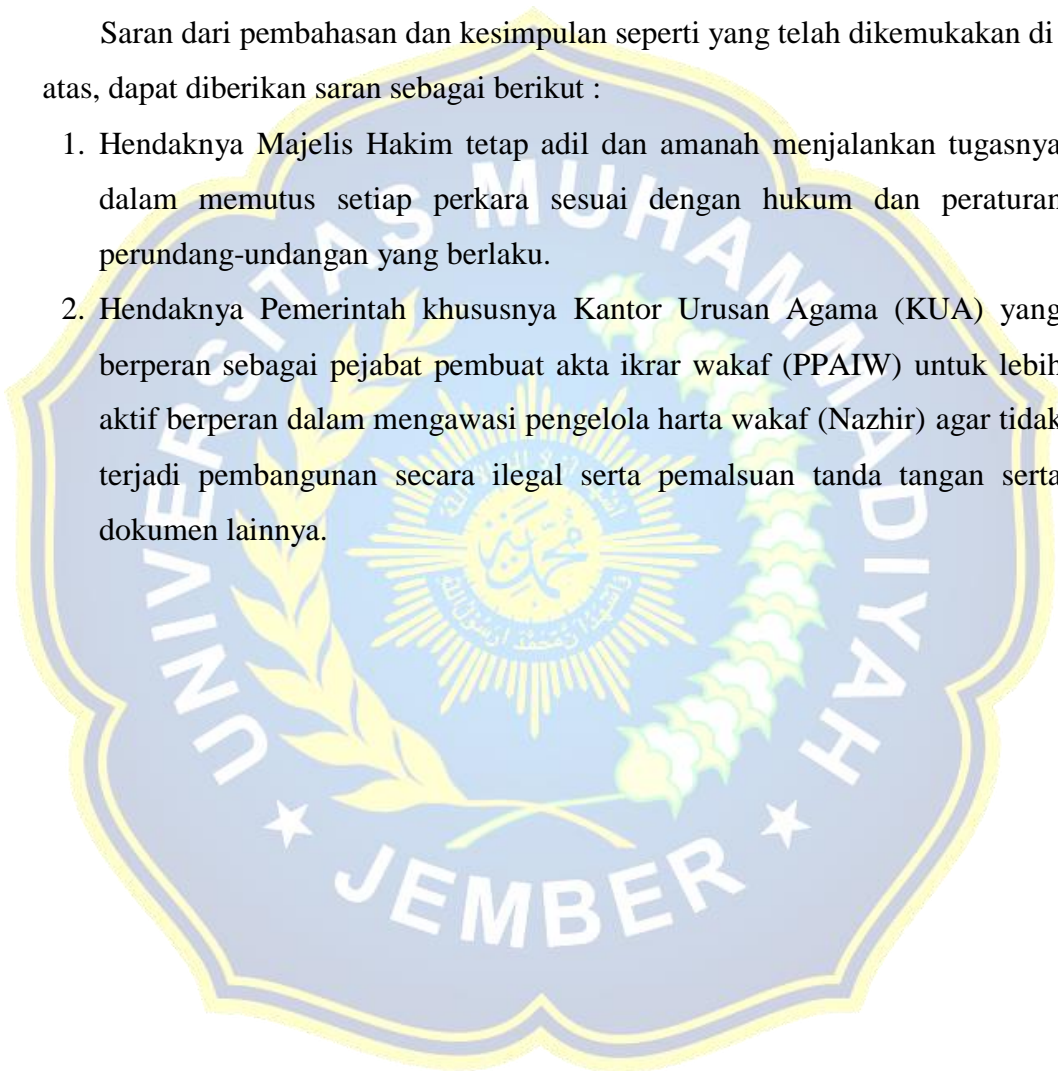 Saran dari pembahasan dan kesimpulan seperti yang telah dikemukakan di
atas, dapat diberikan saran sebagai berikut :
1. Hendaknya Majelis Hakim tetap adil dan amanah menjalankan tugasnya
dalam memutus setiap perkara sesuai dengan hukum dan peraturan
perundang-undangan yang berlaku.
2. Hendaknya Pemerintah khususnya Kantor Urusan Agama (KUA) yang
berperan sebagai pejabat pembuat akta ikrar wakaf (PPAIW) untuk lebih
aktif berperan dalam mengawasi pengelola harta wakaf (Nazhir) agar tidak
terjadi pembangunan secara ilegal serta pemalsuan tanda tangan serta
dokumen lainnya.
UNIVERSITAS MUHAMMADIYAH
JEMBER
محمدية